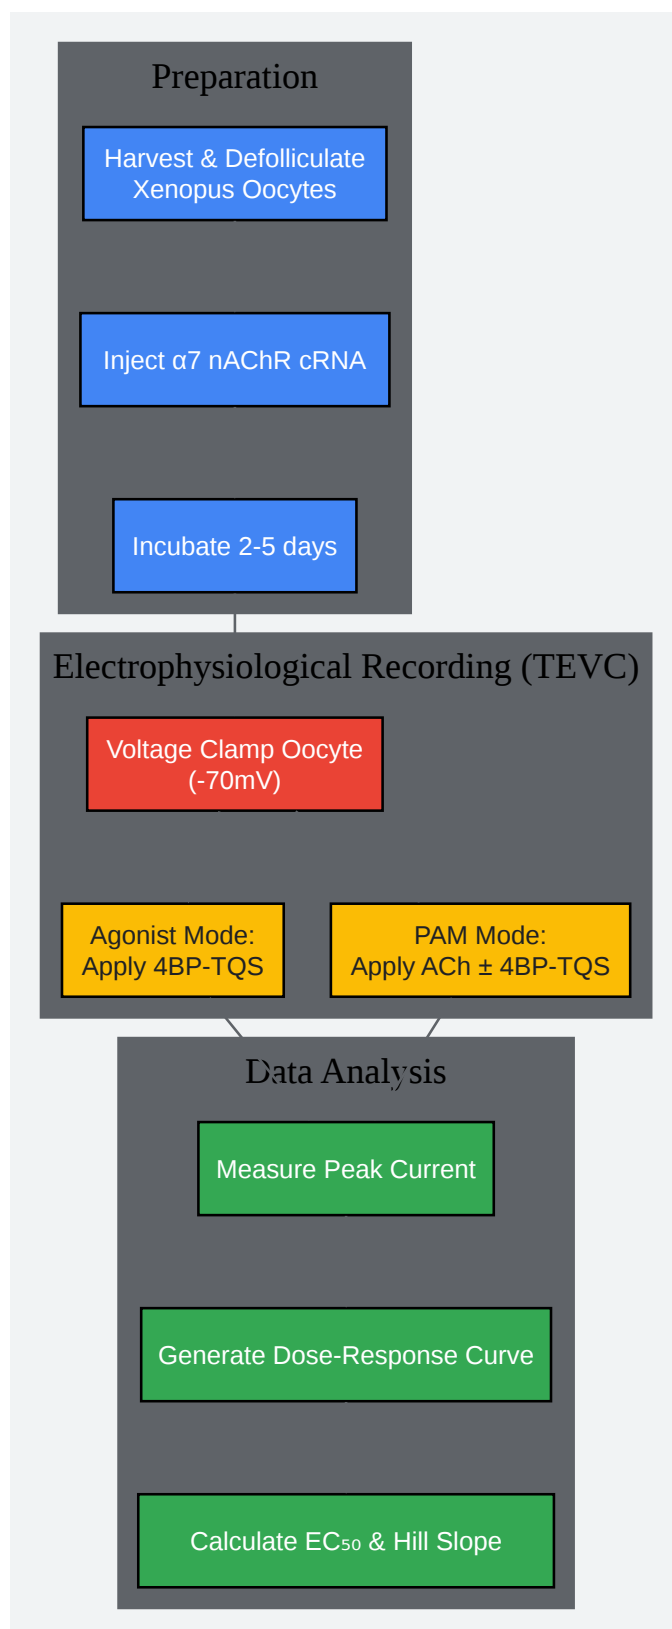 Preparation
Harvest & Defolliculate
Xenopus Oocytes
Inject α7 nAChR cRNA
Incubate 2-5 days
Electrophysiological Recording (TEVC)
Voltage Clamp Oocyte
(-70mV)
Agonist Mode:
Apply 4BP-TQS
PAM Mode:
Apply ACh ± 4BP-TQS
Data Analysis
Measure Peak Current
Generate Dose-Response Curve
Calculate EC₅₀ & Hill Slope